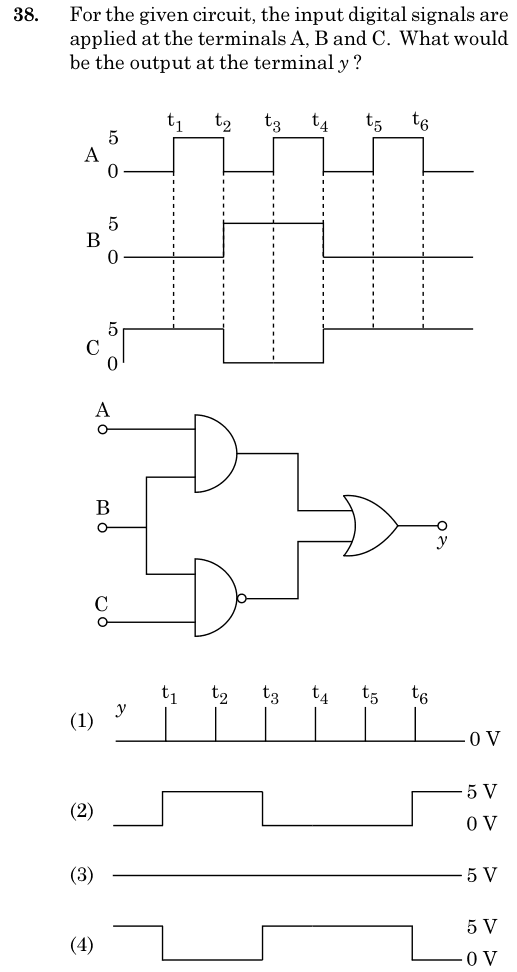 38. For the given circuit, the input digital signals are
applied at the terminals A, B and C. What would
be the output at the terminal y ?
t1 t2 t3 t4 t5 t6
5
A
0
5
B
0
5
C
0
A
B
C
y
(1) y t1 t2 t3 t4 t5 t6
0 V
(2) 5 V
0 V
(3) 5 V
(4) 5 V
0 V